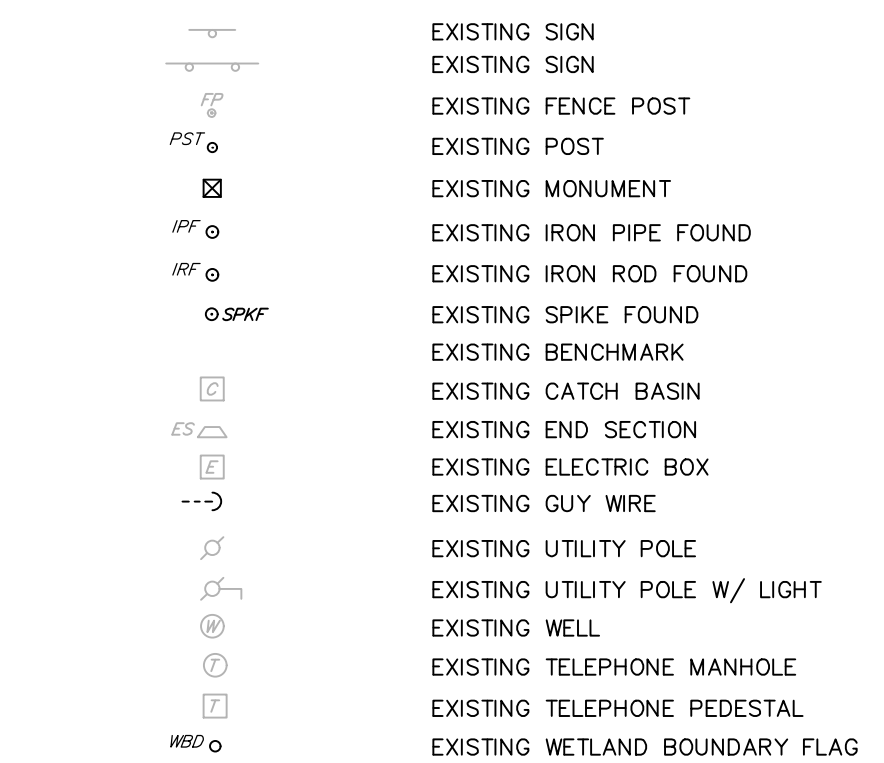 EXISTING SIGN
EXISTING SIGN
FP EXISTING FENCE POST
PST EXISTING POST
EXISTING MONUMENT
IPF EXISTING IRON PIPE FOUND
IRF EXISTING IRON ROD FOUND
SPKF EXISTING SPIKE FOUND
EXISTING BENCHMARK
C EXISTING CATCH BASIN
ES EXISTING END SECTION
E EXISTING ELECTRIC BOX
EXISTING GUY WIRE
EXISTING UTILITY POLE
EXISTING UTILITY POLE W/ LIGHT
W EXISTING WELL
T EXISTING TELEPHONE MANHOLE
T EXISTING TELEPHONE PEDESTAL
WBD EXISTING WETLAND BOUNDARY FLAG